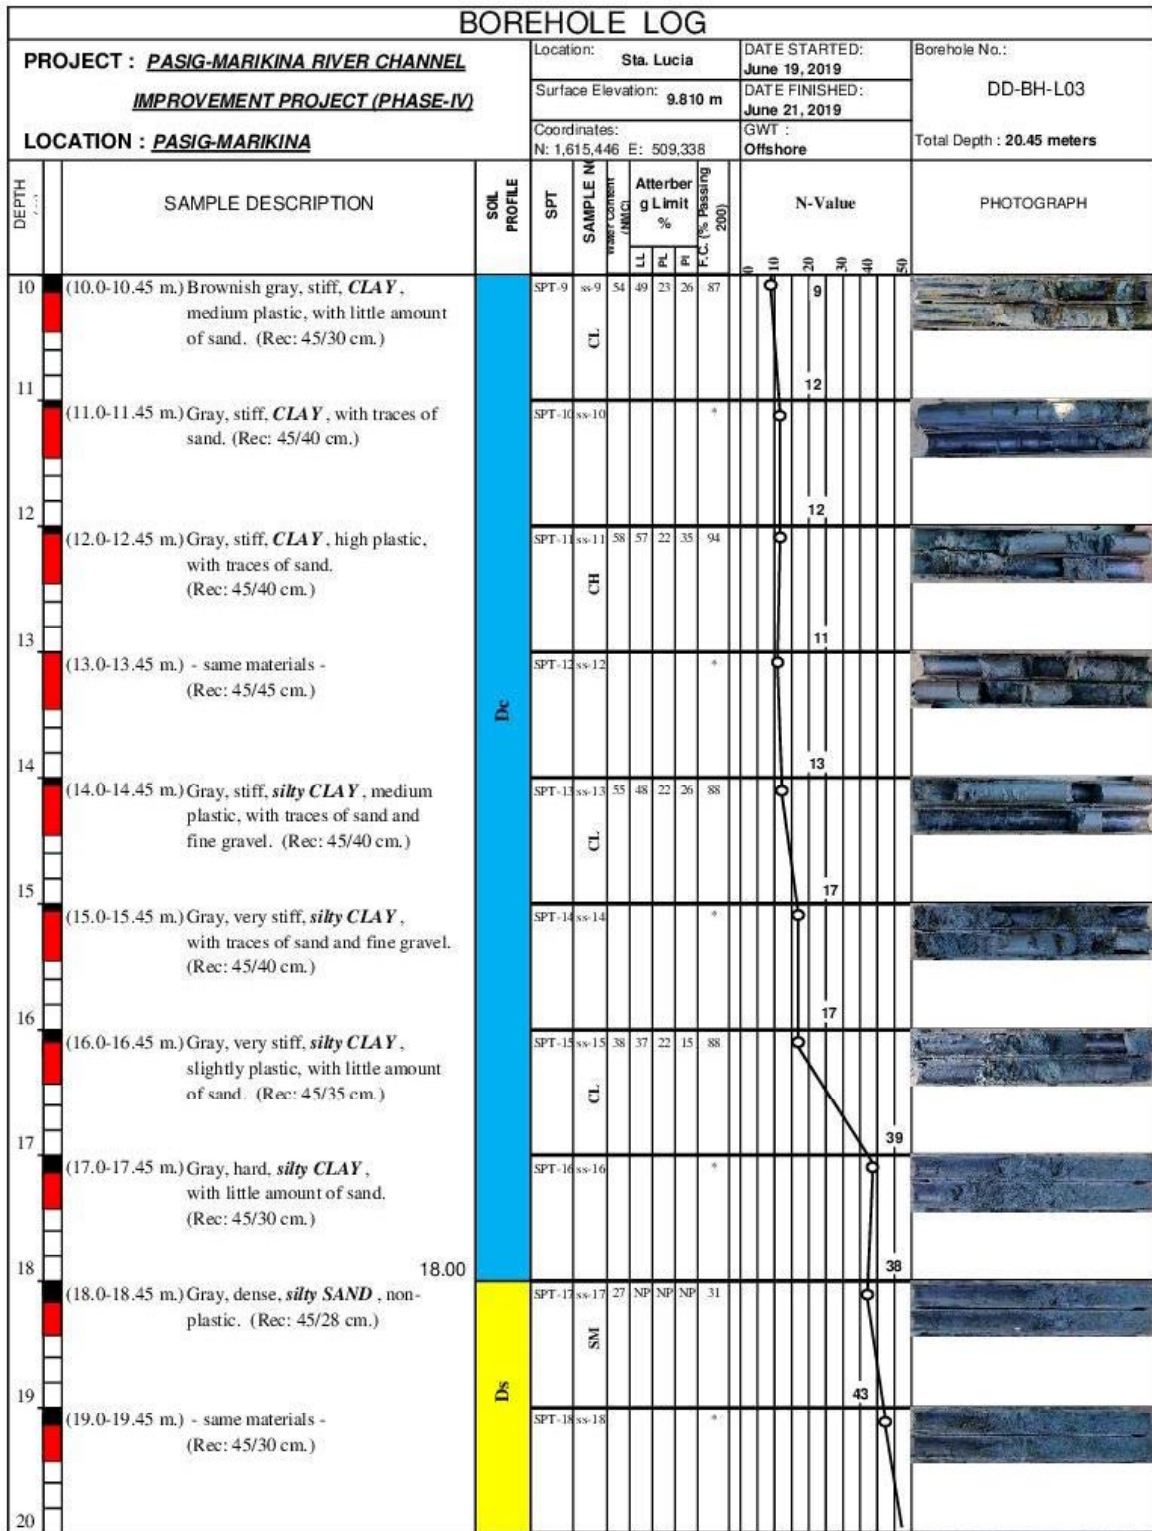 BOREHOLE LOG
PROJECT : PASIG-MARIKINA RIVER CHANNEL
IMPROVEMENT PROJECT (PHASE-IV)
LOCATION : PASIG-MARIKINA
Location: Sta. Lucia
Surface Elevation: 9.810 m
Coordinates:
N: 1,615,446 E: 509,338
DATE STARTED:
June 19, 2019
DATE FINISHED:
June 21, 2019
GWT :
Offshore
Borehole No.:
DD-BH-L03
Total Depth : 20.45 meters
DEPTH
SAMPLE DESCRIPTION
SOIL PROFILE
SPT
SAMPLE NO
Water Content (NMC)
Atterber
g Limit
%
LL PL PI
F.C. (% Passing 200)
N-Value
0 10 20 30 40 50
PHOTOGRAPH
10 (10.0-10.45 m.) Brownish gray, stiff, CLAY, SPT-9 ss-9 54 49 23 26 87 9
medium plastic, with little amount
of sand. (Rec: 45/30 cm.) CL
11 12
(11.0-11.45 m.) Gray, stiff, CLAY, with traces of SPT-10 ss-10 *
sand. (Rec: 45/40 cm.)
12 12
(12.0-12.45 m.) Gray, stiff, CLAY, high plastic, SPT-11 ss-11 58 57 22 35 94
with traces of sand.
(Rec: 45/40 cm.) CH
13 11
(13.0-13.45 m.) - same materials - SPT-12 ss-12 *
(Rec: 45/45 cm.)
Dc
14 13
(14.0-14.45 m.) Gray, stiff, silty CLAY, medium SPT-13 ss-13 55 48 22 26 88
plastic, with traces of sand and
fine gravel. (Rec: 45/40 cm.) CL
15 17
(15.0-15.45 m.) Gray, very stiff, silty CLAY, SPT-14 ss-14 *
with traces of sand and fine gravel.
(Rec: 45/40 cm.)
16 17
(16.0-16.45 m.) Gray, very stiff, silty CLAY, SPT-15 ss-15 38 37 22 15 88
slightly plastic, with little amount
of sand. (Rec: 45/35 cm.) CL
17 39
(17.0-17.45 m.) Gray, hard, silty CLAY, SPT-16 ss-16 *
with little amount of sand.
(Rec: 45/30 cm.)
18 18.00 38
(18.0-18.45 m.) Gray, dense, silty SAND, non- SPT-17 ss-17 27 NP NP NP 31
plastic. (Rec: 45/28 cm.) SM
19 Ds 43
(19.0-19.45 m.) - same materials - SPT-18 ss-18 *
(Rec: 45/30 cm.)
20